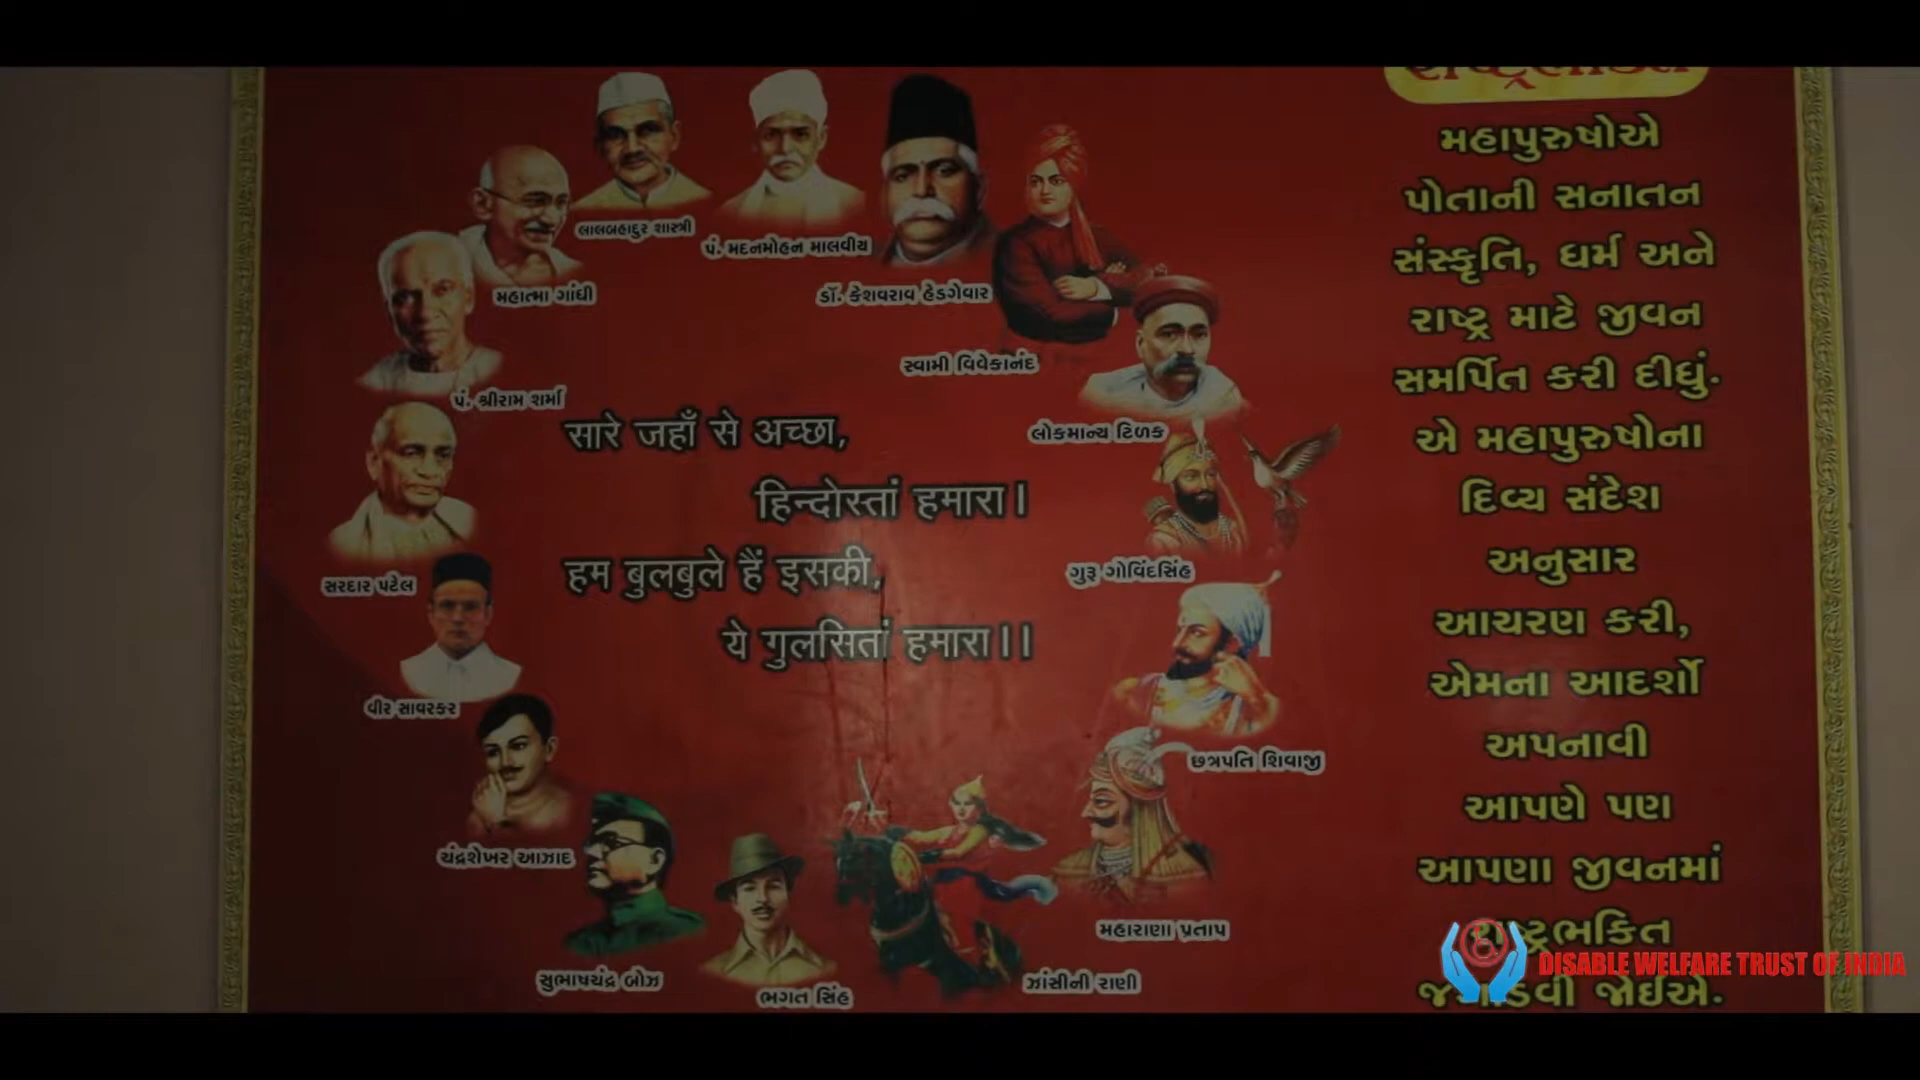 રાષ્ટ્રભક્તિ
લાલબહાદુર શાસ્ત્રી
પં. મદનમોહન માલવીય
મહાત્મા ગાંધી
ડૉ. કેશવરાવ હેડગેવાર
સ્વામી વિવેકાનંદ
પં. શ્રીરામ શર્મા
લોકમાન્ય ટિળક
सारे जहाँ से अच्छा,
हिन्दोस्तां हमारा।
हम बुलबुले हैं इसकी,
ये गुलसितां हमारा।।
સરદાર પટેલ
ગુરૂ ગોવિંદસિંહ
વીર સાવરકર
છત્રપતિ શિવાજી
ચંદ્રશેખર આઝાદ
મહારાણા પ્રતાપ
સુભાષચંદ્ર બોઝ
ભગત સિંહ
ઝાંસીની રાણી
મહાપુરુષોએ
પોતાની સનાતન
સંસ્કૃતિ, ધર્મ અને
રાષ્ટ્ર માટે જીવન
સમર્પિત કરી દીધું.
એ મહાપુરુષોના
દિવ્ય સંદેશ
અનુસાર
આચરણ કરી,
એમના આદર્શો
અપનાવી
આપણે પણ
આપણા જીવનમાં
રાષ્ટ્રભકિત
જગાડવી જોઈએ.
DISABLE WELFARE TRUST OF INDIA